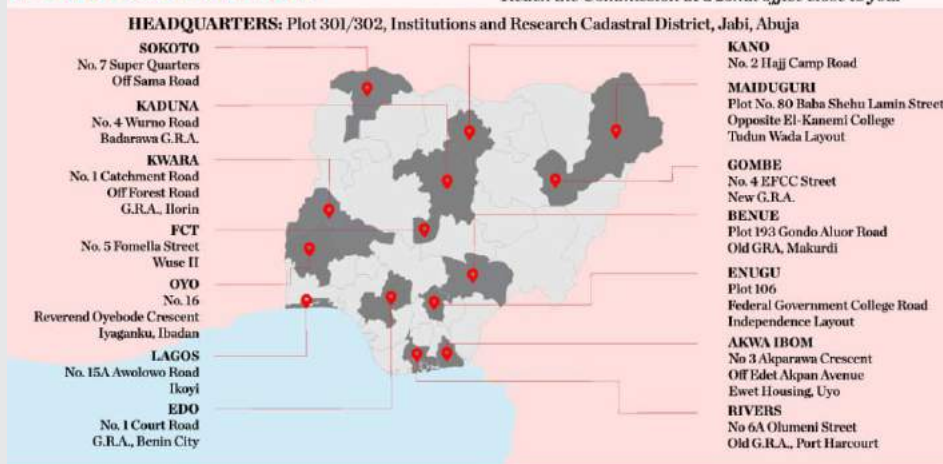 HEADQUARTERS: Plot 301/302, Institutions and Research Cadastral District, Jabi, Abuja
SOKOTO
No. 7 Super Quarters
Off Sama Road
KADUNA
No. 4 Wurno Road
Badarawa G.R.A.
KWARA
No. 1 Catchment Road
Off Forest Road
G.R.A., Ilorin
FCT
No. 5 Fomella Street
Wuse II
OYO
No. 16
Reverend Oyebode Crescent
Iyaganku, Ibadan
LAGOS
No. 15A Awolowo Road
Ikoyi
EDO
No. 1 Court Road
G.R.A., Benin City
KANO
No. 2 Hajj Camp Road
MAIDUGURI
Plot No. 80 Baba Shehu Lamin Street
Opposite El-Kanemi College
Tudun Wada Layout
GOMBE
No. 4 EFCC Street
New G.R.A.
BENUE
Plot 193 Gondo Aluor Road
Old GRA, Makurdi
ENUGU
Plot 106
Federal Government College Road
Independence Layout
AKWA IBOM
No 3 Akparawa Crescent
Off Edet Akpan Avenue
Ewet Housing, Uyo
RIVERS
No 6A Olumeni Street
Old G.R.A., Port Harcourt